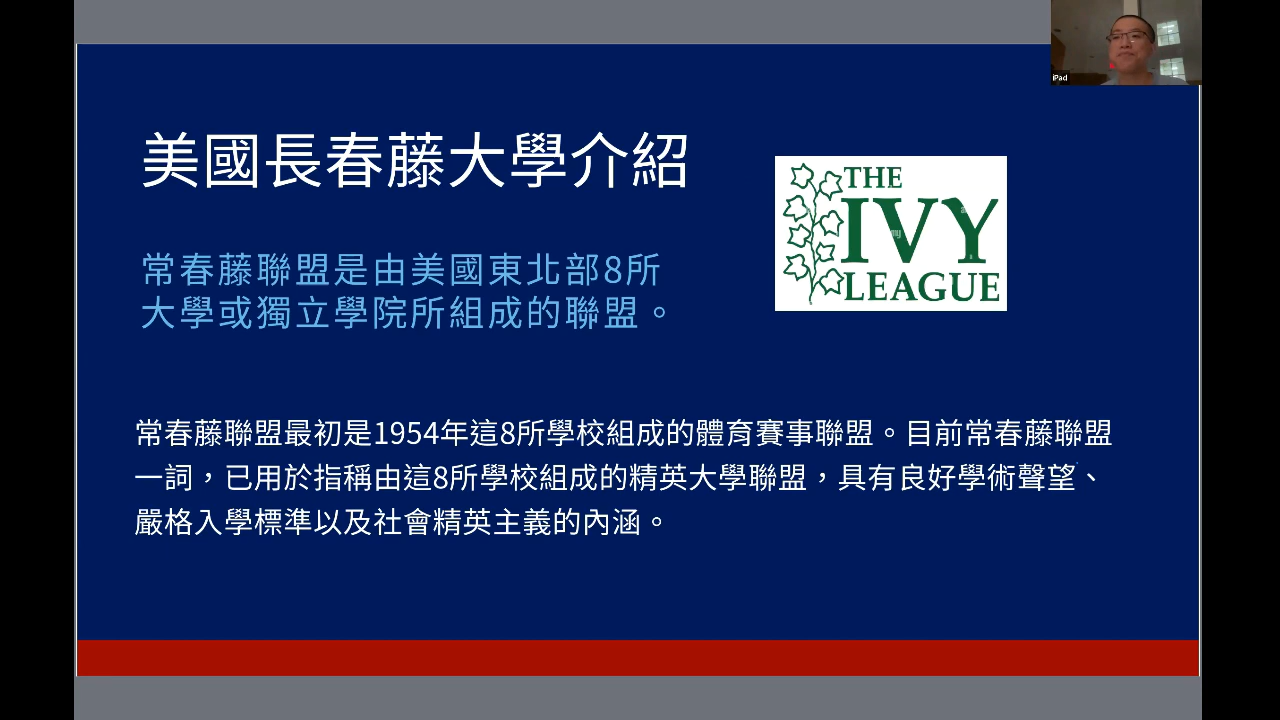 iPad
美國長春藤大學介紹
THE
IVY
LEAGUE
常春藤聯盟是由美國東北部8所
大學或獨立學院所組成的聯盟。
常春藤聯盟最初是1954年這8所學校組成的體育賽事聯盟。目前常春藤聯盟
一詞，已用於指稱由這8所學校組成的精英大學聯盟，具有良好學術聲望、
嚴格入學標準以及社會精英主義的內涵。